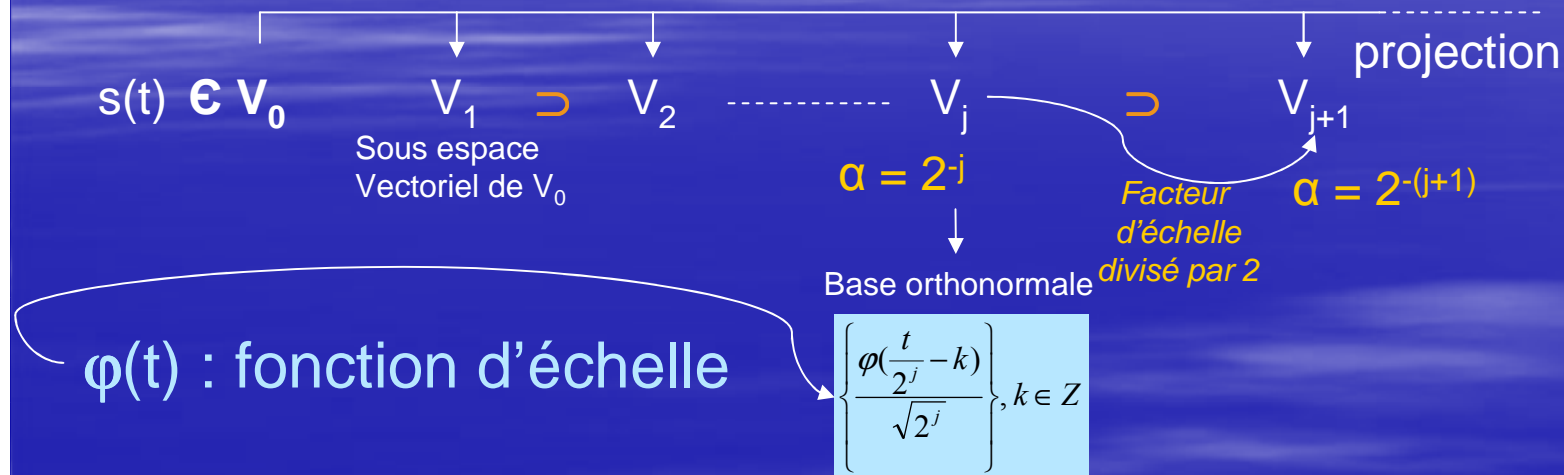 projection
s(t) Є V₀ V₁ ⊃ V₂ ---------- Vⱼ ⊃ Vⱼ₊₁
Sous espace
Vectoriel de V₀
α = 2⁻ʲ
Facteur
d’échelle
divisé par 2
α = 2⁻⁽ʲ⁺¹⁾
Base orthonormale
φ(t) : fonction d’échelle
{φ(t/2ʲ − k)/√2ʲ}, k ∈ Z